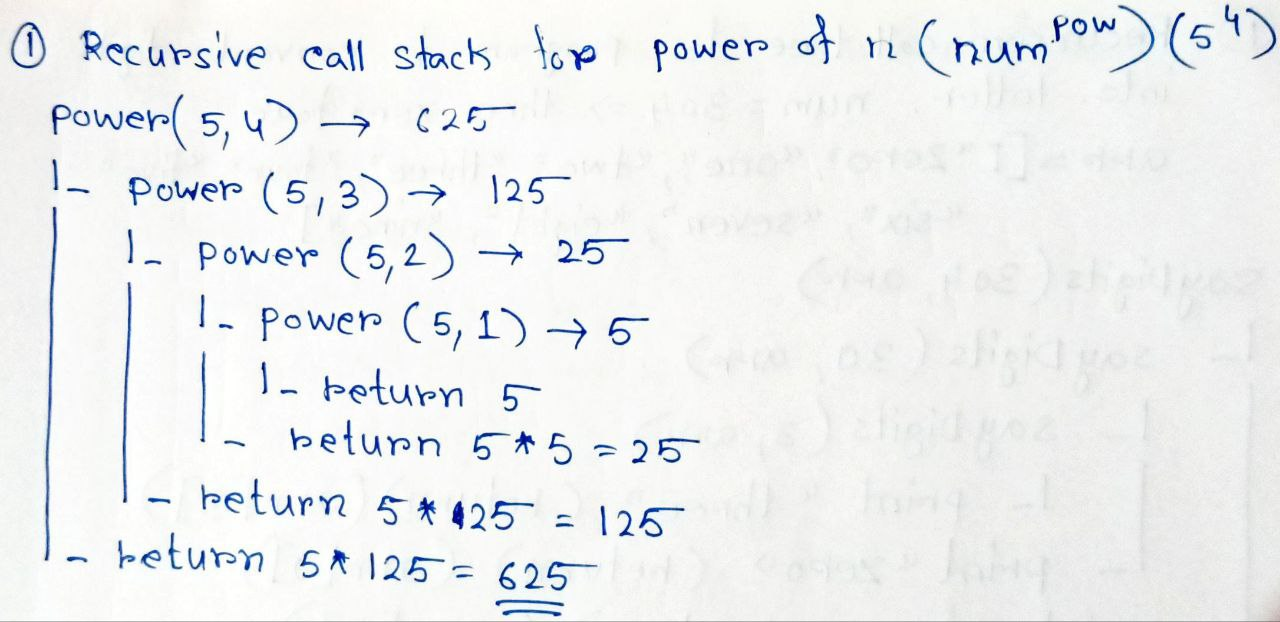 ① Recursive call stack for power of n (num^pow) (5^4)
power(5,4) → 625
|- power (5,3) → 125
|- power (5,2) → 25
|- power (5,1) → 5
|- return 5
|- return 5*5 = 25
|- return 5*25 = 125
|- return 5*125 = 625